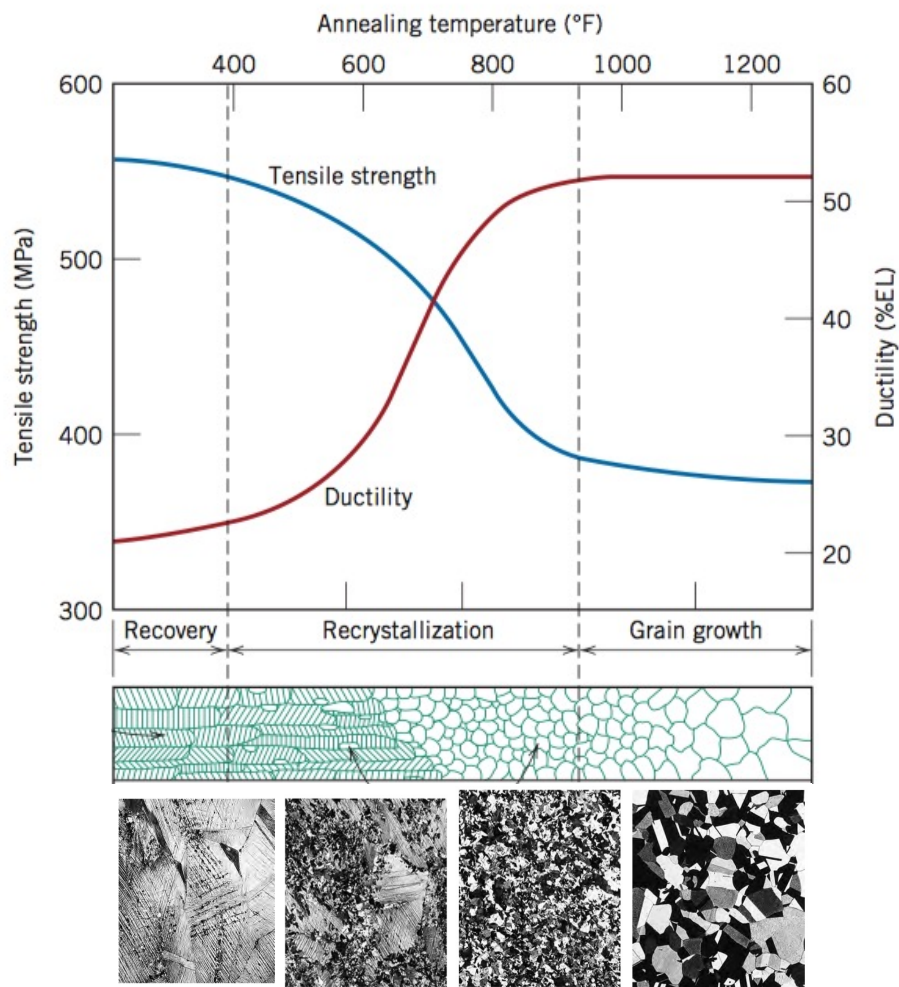 Annealing temperature (°F)
400 600 800 1000 1200
600 60
Tensile strength
50
500
Tensile strength (MPa)
40
Ductility (%EL)
400
30
Ductility
20
300
Recovery Recrystallization Grain growth